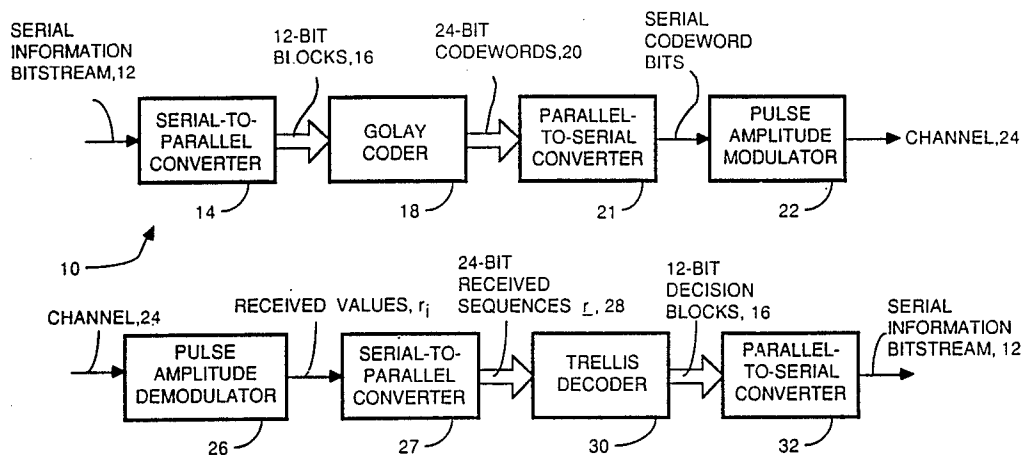 SERIAL
INFORMATION
BITSTREAM,12
12-BIT
BLOCKS,16
24-BIT
CODEWORDS,20
SERIAL
CODEWORD
BITS
SERIAL-TO-
PARALLEL
CONVERTER
GOLAY
CODER
PARALLEL-
TO-SERIAL
CONVERTER
PULSE
AMPLITUDE
MODULATOR
CHANNEL,24
14
18
21
22
10
CHANNEL,24
RECEIVED VALUES, ri
24-BIT
RECEIVED
SEQUENCES r, 28
12-BIT
DECISION
BLOCKS, 16
SERIAL
INFORMATION
BITSTREAM, 12
PULSE
AMPLITUDE
DEMODULATOR
SERIAL-TO-
PARALLEL
CONVERTER
TRELLIS
DECODER
PARALLEL-
TO-SERIAL
CONVERTER
26
27
30
32